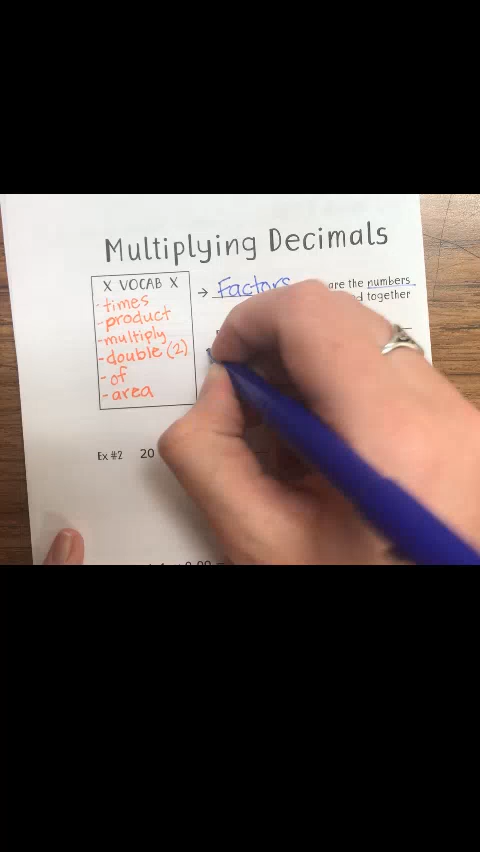 Multiplying Decimals
X VOCAB X
-times
-product
-multiply
-double (2)
-of
-area
→ Factors are the numbers
together
Ex #2 20